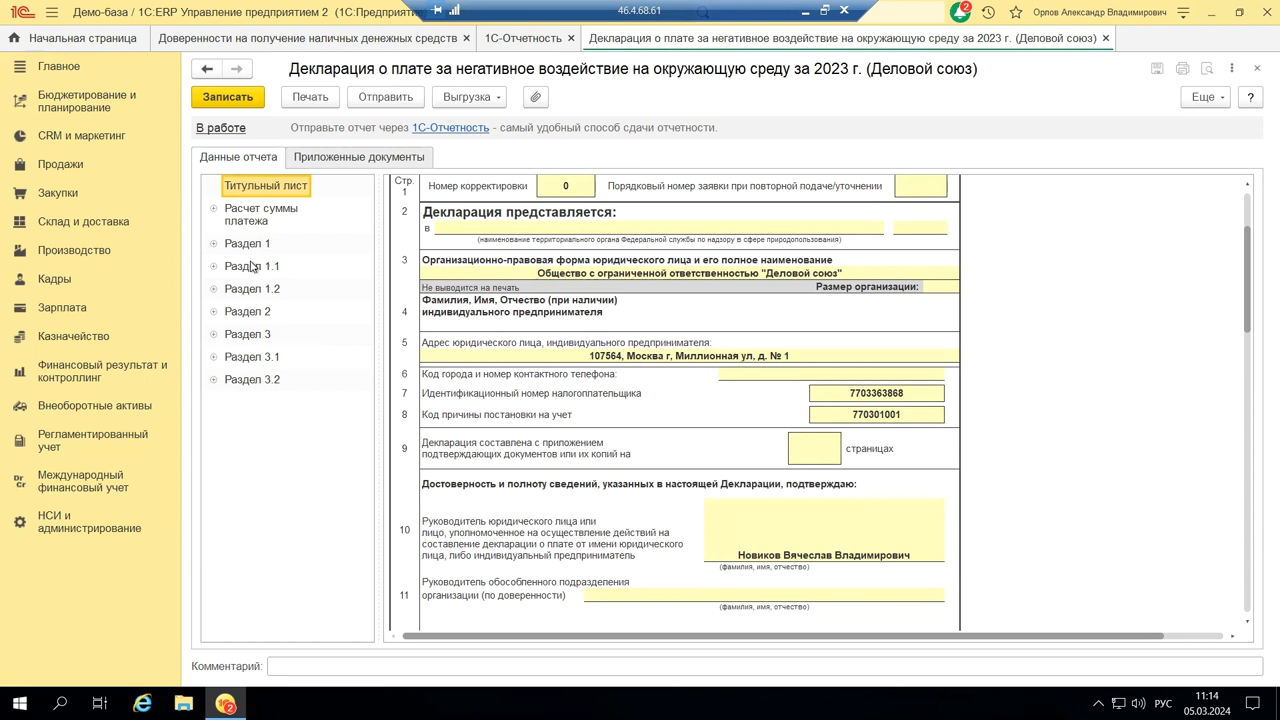 Демо-база / 1С:ERP Управление предприятием 2 (1С:Предприятие
46.4.68.61
2
Орлов Александр Владимирович
Начальная страница
Доверенности на получение наличных денежных средств
1С-Отчетность
Декларация о плате за негативное воздействие на окружающую среду за 2023 г. (Деловой союз)
Главное
Бюджетирование и
планирование
CRM и маркетинг
Продажи
Закупки
Склад и доставка
Производство
Кадры
Зарплата
Казначейство
Финансовый результат и
контроллинг
Внеоборотные активы
Регламентированный
учет
Международный
финансовый учет
НСИ и
администрирование
Декларация о плате за негативное воздействие на окружающую среду за 2023 г. (Деловой союз)
Записать
Печать
Отправить
Выгрузка
Еще
?
В работе
Отправьте отчет через 1С-Отчетность - самый удобный способ сдачи отчетности.
Данные отчета
Приложенные документы
Титульный лист
Расчет суммы
платежа
Раздел 1
Раздел 1.1
Раздел 1.2
Раздел 2
Раздел 3
Раздел 3.1
Раздел 3.2
Стр.
1
Номер корректировки 0 Порядковый номер заявки при повторной подаче/уточнении
2 Декларация представляется:
в
(наименование территориального органа Федеральной службы по надзору в сфере природопользования)
3 Организационно-правовая форма юридического лица и его полное наименование
Общество с ограниченной ответственностью "Деловой союз"
Не выводится на печать Размер организации:
4 Фамилия, Имя, Отчество (при наличии)
индивидуального предпринимателя
5 Адрес юридического лица, индивидуального предпринимателя:
107564, Москва г, Миллионная ул, д. № 1
6 Код города и номер контактного телефона:
7 Идентификационный номер налогоплательщика 7703363868
8 Код причины постановки на учет 770301001
9 Декларация составлена с приложением
подтверждающих документов или их копий на страницах
Достоверность и полноту сведений, указанных в настоящей Декларации, подтверждаю:
10 Руководитель юридического лица или
лицо, уполномоченное на осуществление действий на
составление декларации о плате от имени юридического
лица, либо индивидуальный предприниматель Новиков Вячеслав Владимирович
(фамилия, имя, отчество)
Руководитель обособленного подразделения
11 организации (по доверенности)
(фамилия, имя, отчество)
Комментарий:
2
РУС
11:14
05.03.2024